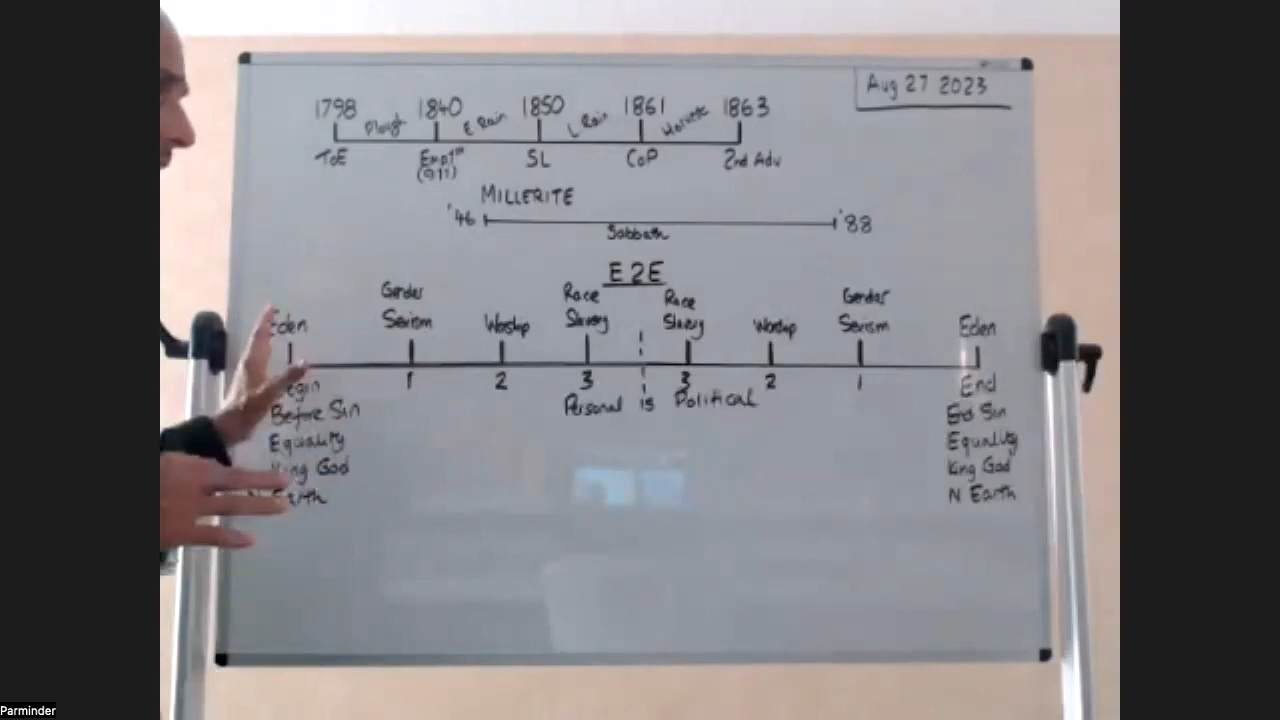 Aug 27 2023
1798 Plough 1840 E Rain 1850 L Rain 1861 Harvest 1863
ToE Empt^m SL CoP 2nd Adv
(911)
MILLERITE
'46 '88
Sabbath
E2E
Gender Race Race Gender
Eden Sexism Worship Slavery Slavery Worship Sexism Eden
Begin 1 2 3 3 2 1 End
Before Sin Personal is Political End Sin
Equality Equality
King God King God
N Earth N Earth
Parminder